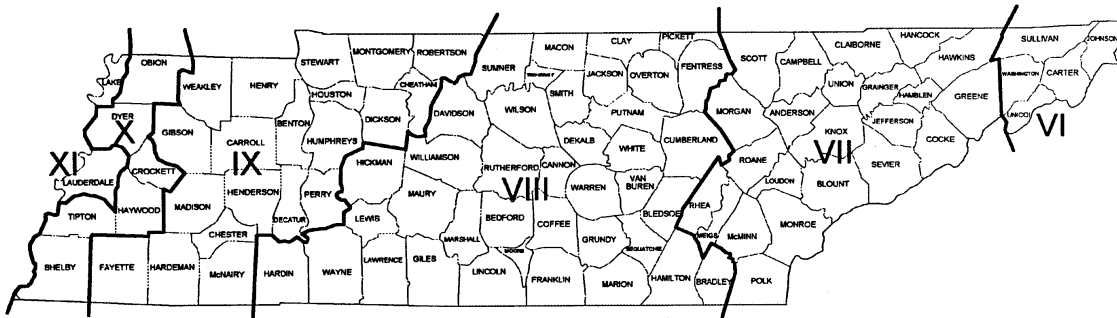 HANCOCK
PICKETT
CLAY
MACON
SULLIVAN
JOHNSON
CLAIBORNE
MONTGOMERY
ROBERTSON
HAWKINS
OBION
STEWART
SUMNER
SCOTT
CAMPBELL
FENTRESS
WASHINGTON
CARTER
LAKE
WEAKLEY
HENRY
CHEATHAM
JACKSON
OVERTON
UNION
GRAINGER
HAMBLEN
GREENE
HOUSTON
SMITH
UNICOI
VI
DYER
X
DICKSON
DAVIDSON
WILSON
PUTNAM
MORGAN
ANDERSON
JEFFERSON
BENTON
GIBSON
CARROLL
HUMPHREYS
DEKALB
WHITE
CUMBERLAND
KNOX
COCKE
XI
IX
HICKMAN
WILLIAMSON
RUTHERFORD
CANNON
ROANE
VII
SEVIER
CROCKETT
LAUDERDALE
VIII
WARREN
VAN
BUREN
LOUDON
BLOUNT
HENDERSON
PERRY
MAURY
RHEA
HAYWOOD
MADISON
DECATUR
LEWIS
BEDFORD
COFFEE
BLEDSOE
TIPTON
CHESTER
MARSHALL
MOORE
GRUNDY
SEQUATCHIE
MEIGS
McMINN
MONROE
SHELBY
FAYETTE
HARDEMAN
McNAIRY
HARDIN
WAYNE
LAWRENCE
GILES
LINCOLN
FRANKLIN
MARION
HAMILTON
BRADLEY
POLK